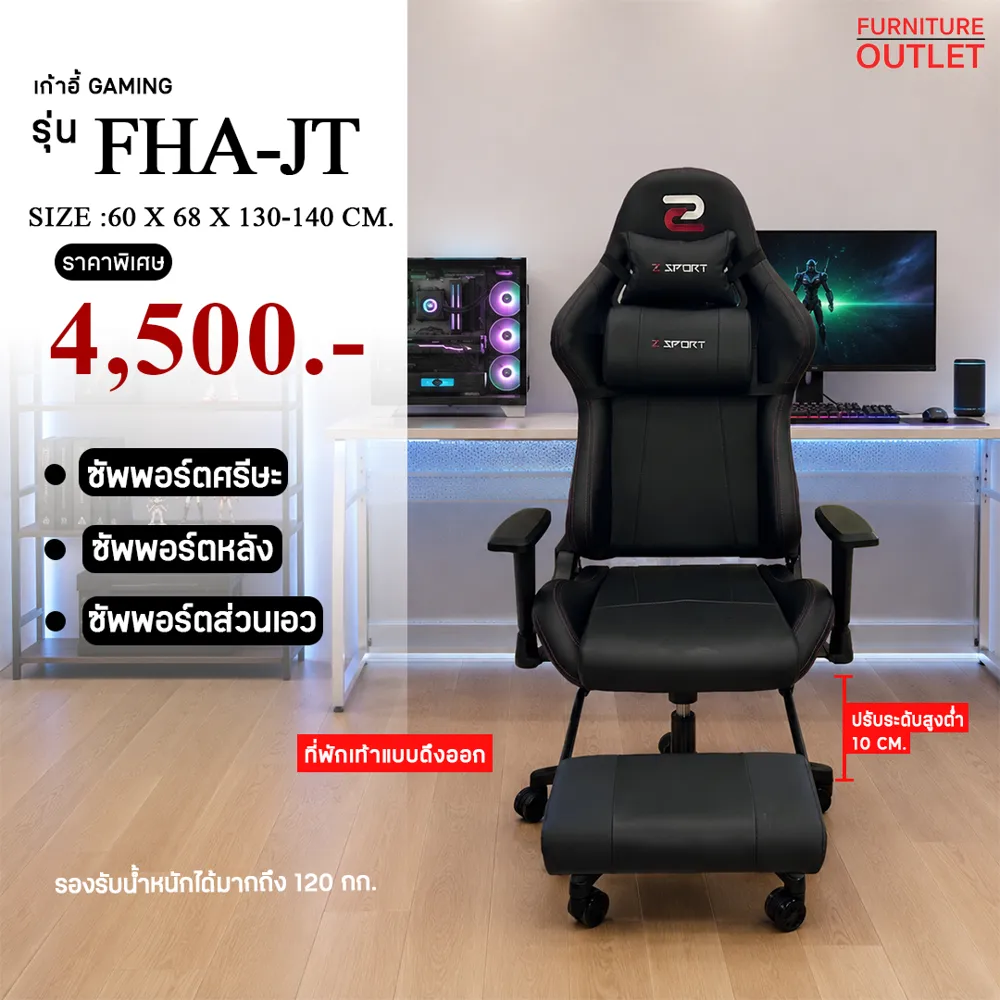 FURNITURE
OUTLET
เก้าอี้ GAMING
รุ่น FHA-JT
SIZE :60 X 68 X 130-140 CM.
ราคาพิเศษ
4,500.-
Z SPORT
Z SPORT
ซัพพอร์ตศรีษะ
ซัพพอร์ตหลัง
ซัพพอร์ตส่วนเอว
ปรับระดับสูงต่ำ
10 CM.
ที่พักเท้าแบบดึงออก
รองรับน้ำหนักได้มากถึง 120 กก.